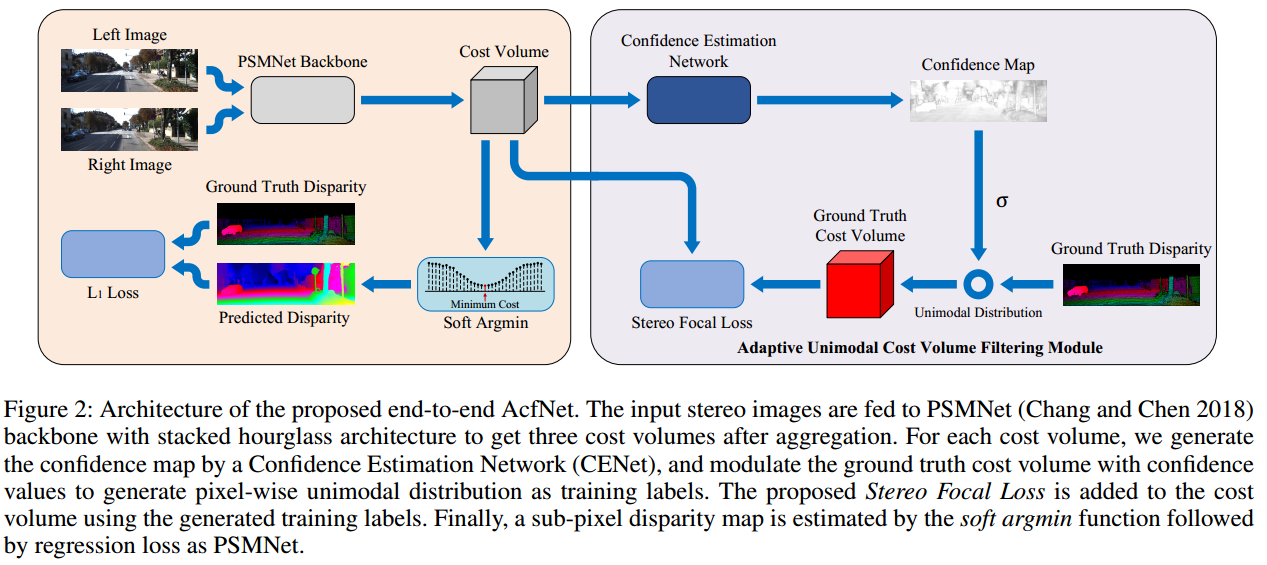 Left Image
PSMNet Backbone
Right Image
Cost Volume
Ground Truth Disparity
L1 Loss
Predicted Disparity
Minimum Cost
Soft Argmin
Confidence Estimation
Network
Confidence Map
σ
Ground Truth
Cost Volume
Ground Truth Disparity
Stereo Focal Loss
Unimodal Distribution
Adaptive Unimodal Cost Volume Filtering Module
Figure 2: Architecture of the proposed end-to-end AcfNet. The input stereo images are fed to PSMNet (Chang and Chen 2018)
backbone with stacked hourglass architecture to get three cost volumes after aggregation. For each cost volume, we generate
the confidence map by a Confidence Estimation Network (CENet), and modulate the ground truth cost volume with confidence
values to generate pixel-wise unimodal distribution as training labels. The proposed Stereo Focal Loss is added to the cost
volume using the generated training labels. Finally, a sub-pixel disparity map is estimated by the soft argmin function followed
by regression loss as PSMNet.